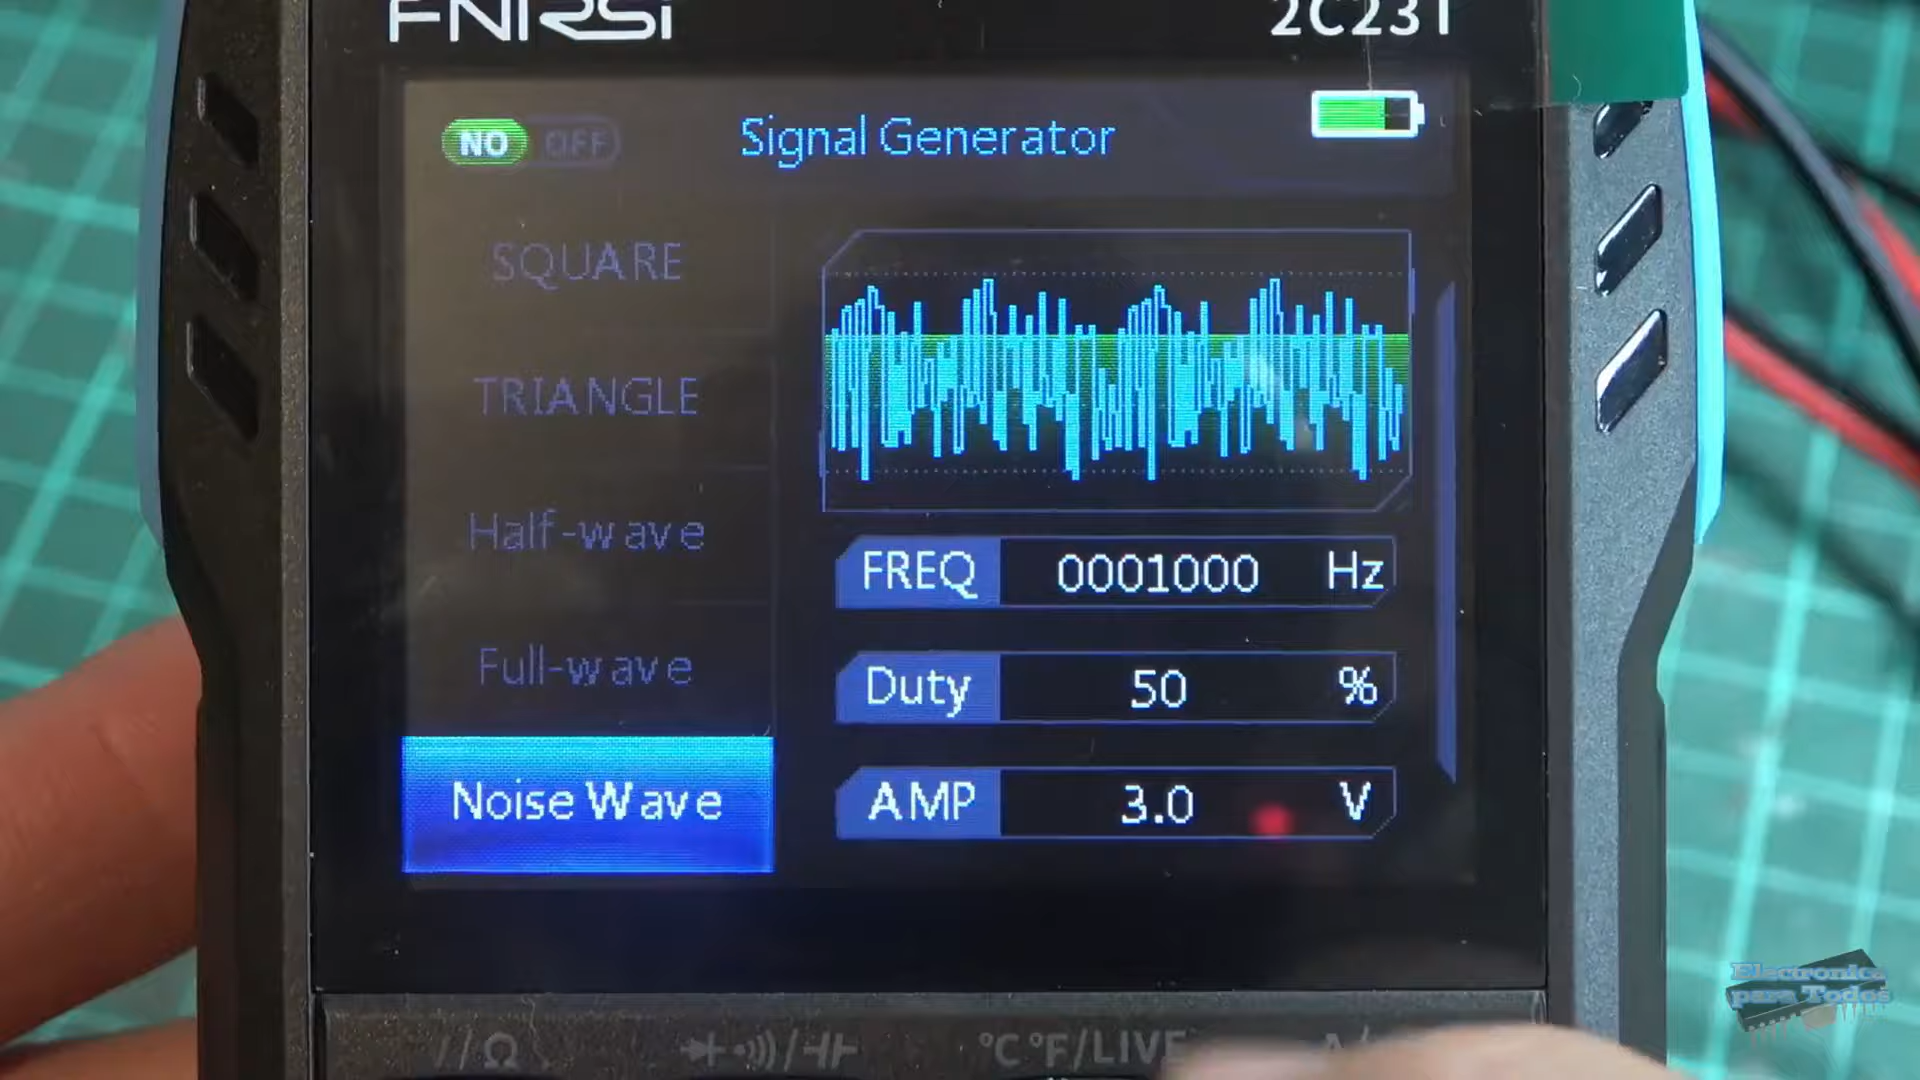 FNIRSI
2C23T
NO OFF
Signal Generator
SQUARE
TRIANGLE
Half-wave
Full-wave
Noise Wave
FREQ 0001000 Hz
Duty 50 %
AMP 3.0 V
°C °F/LIVE
Electronica
para Todos